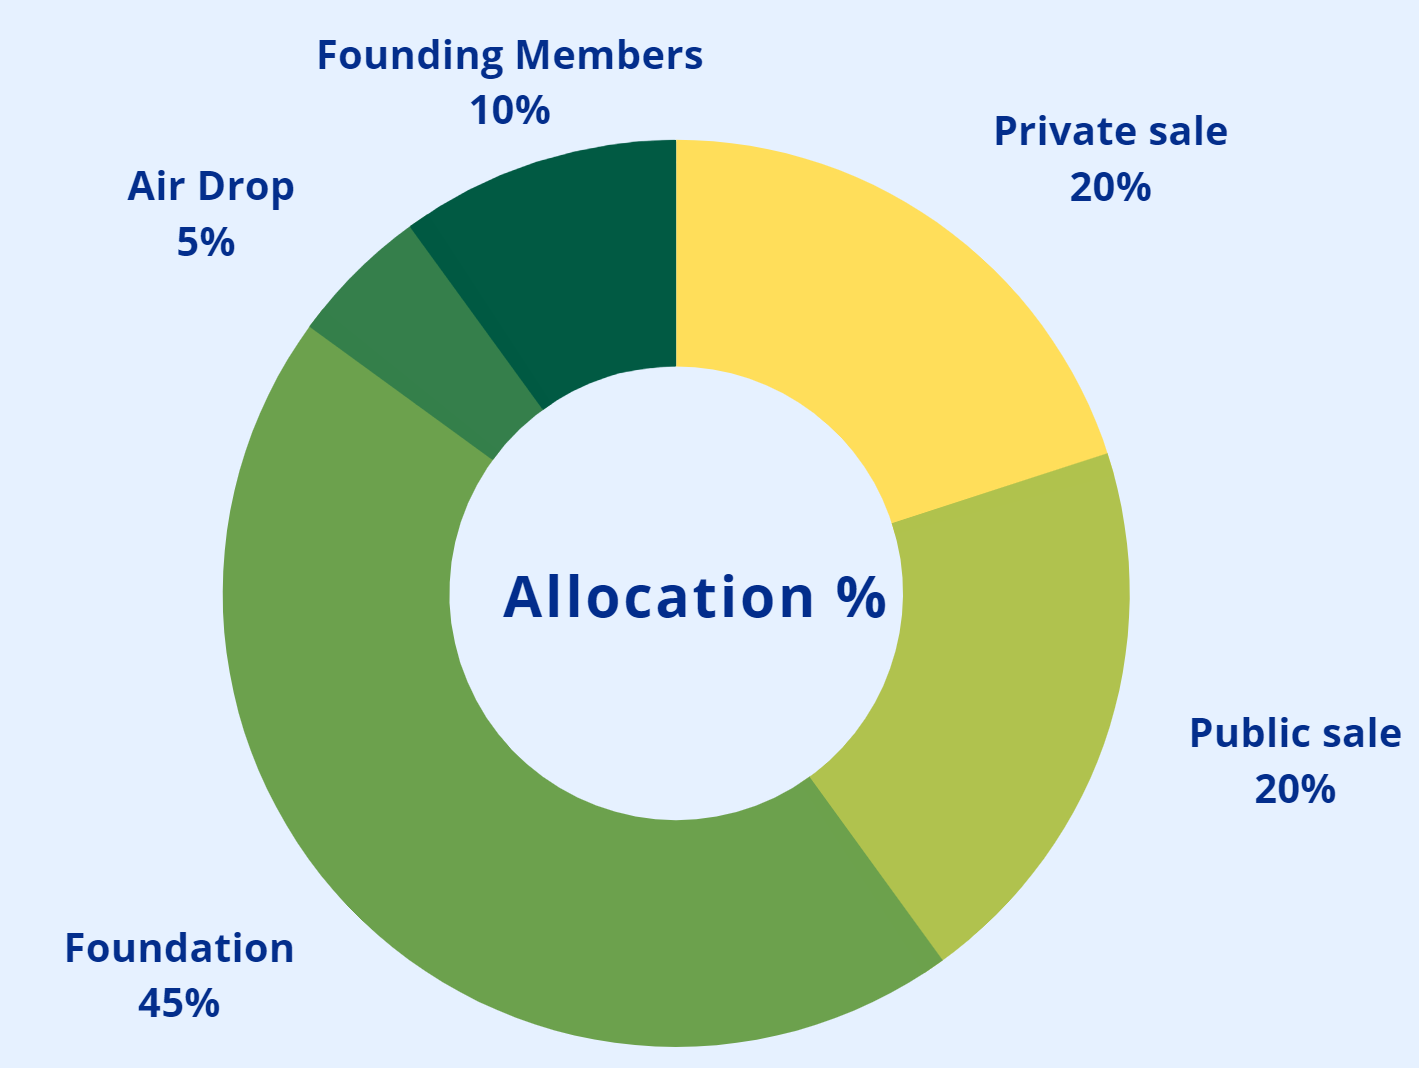 Founding Members
10%
Private sale
20%
Air Drop
5%
Allocation %
Public sale
20%
Foundation
45%